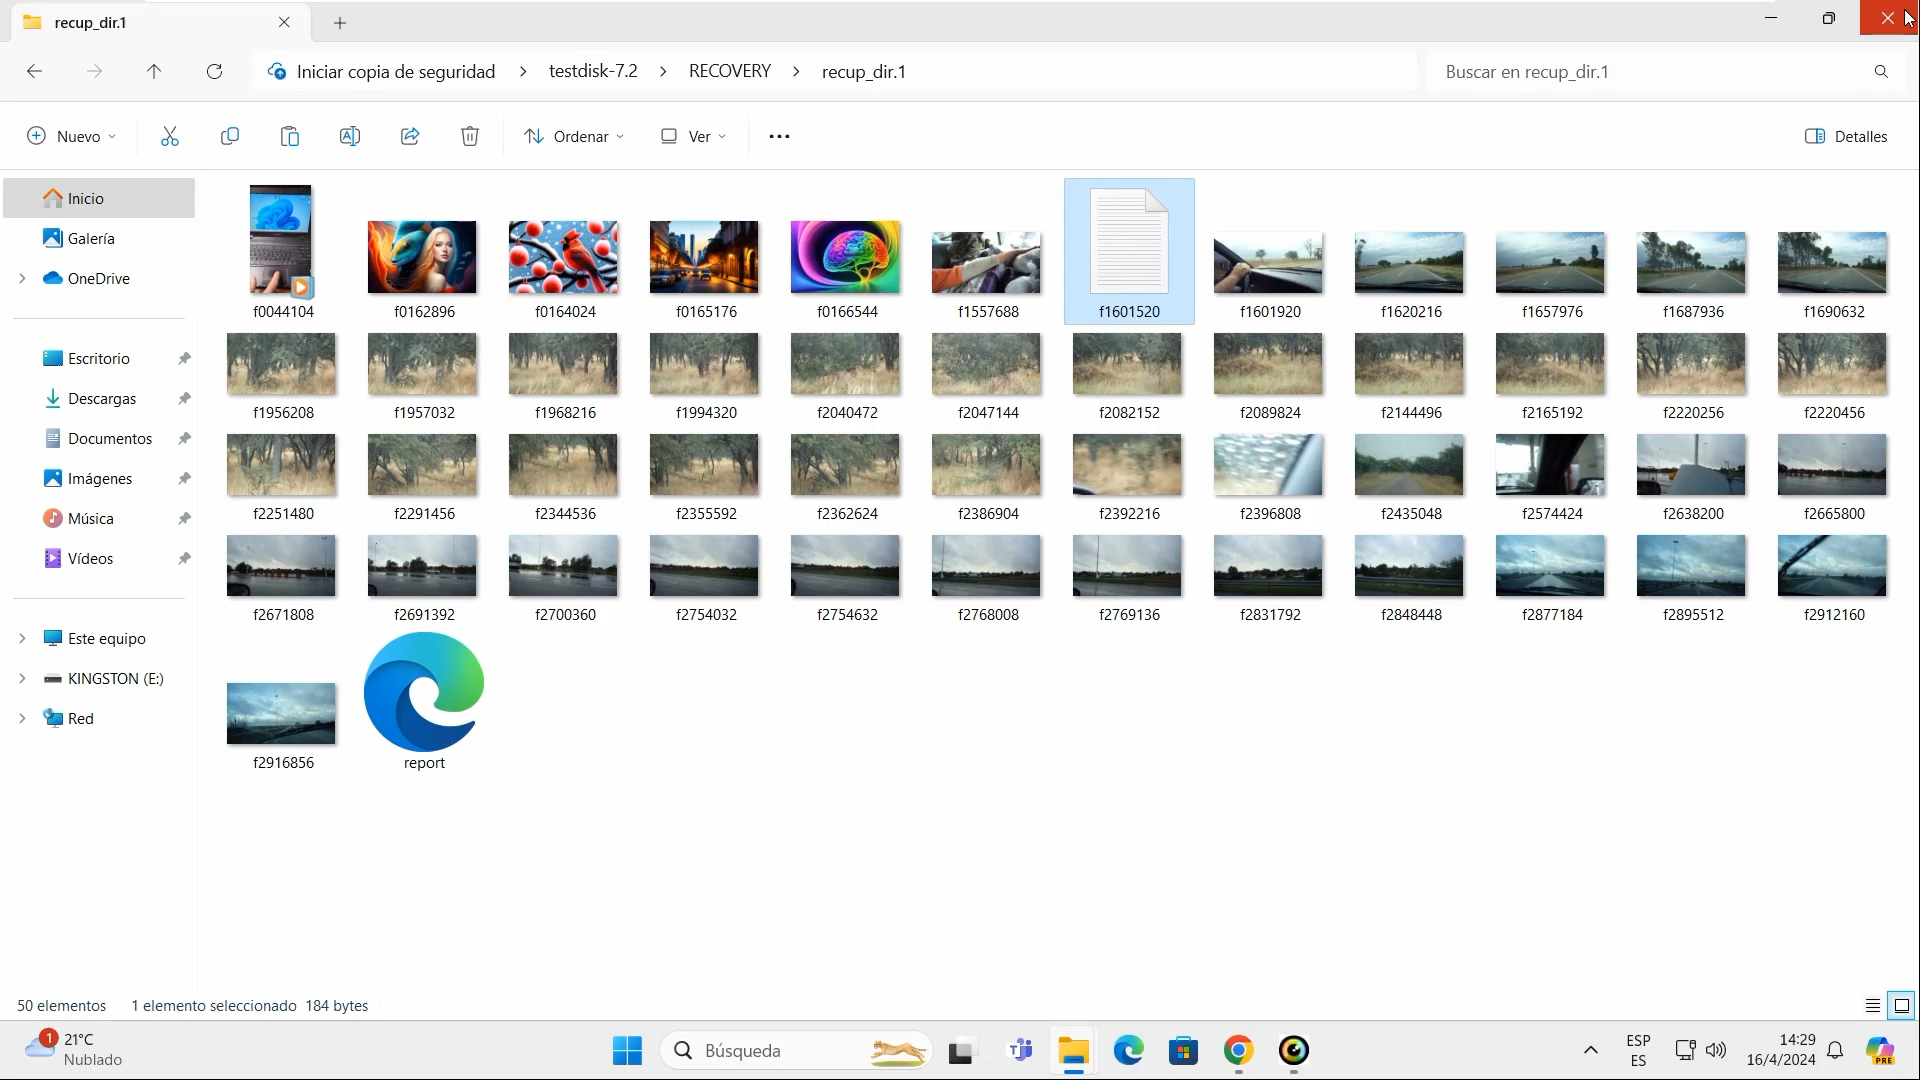 recup_dir.1
Iniciar copia de seguridad > testdisk-7.2 > RECOVERY > recup_dir.1
Buscar en recup_dir.1
Nuevo
Ordenar
Ver
Detalles
Inicio
Galería
OneDrive
Escritorio
Descargas
Documentos
Imágenes
Música
Vídeos
Este equipo
KINGSTON (E:)
Red
f0044104 f0162896 f0164024 f0165176 f0166544 f1557688 f1601520 f1601920 f1620216 f1657976 f1687936 f1690632
f1956208 f1957032 f1968216 f1994320 f2040472 f2047144 f2082152 f2089824 f2144496 f2165192 f2220256 f2220456
f2251480 f2291456 f2344536 f2355592 f2362624 f2386904 f2392216 f2396808 f2435048 f2574424 f2638200 f2665800
f2671808 f2691392 f2700360 f2754032 f2754632 f2768008 f2769136 f2831792 f2848448 f2877184 f2895512 f2912160
f2916856 report
50 elementos 1 elemento seleccionado 184 bytes
1
21°C
Nublado
Búsqueda
ESP
ES
14:29
16/4/2024
PRE